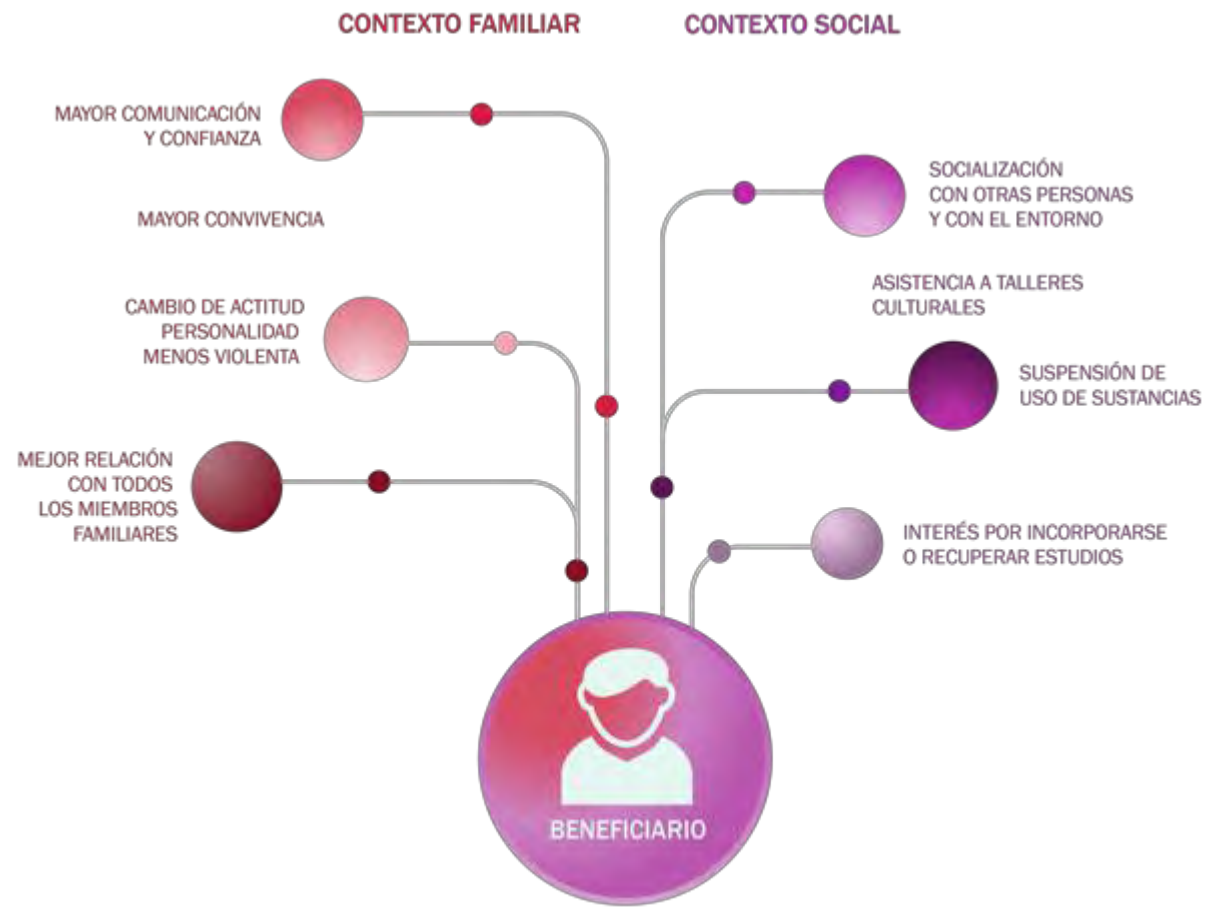 CONTEXTO FAMILIAR
MAYOR COMUNICACIÓN
Y CONFIANZA
MAYOR CONVIVENCIA
CAMBIO DE ACTITUD
PERSONALIDAD
MENOS VIOLENTA
MEJOR RELACIÓN
CON TODOS
LOS MIEMBROS
FAMILIARES
CONTEXTO SOCIAL
SOCIALIZACIÓN
CON OTRAS PERSONAS
Y CON EL ENTORNO
ASISTENCIA A TALLERES
CULTURALES
SUSPENSIÓN DE
USO DE SUSTANCIAS
INTERÉS POR INCORPORARSE
O RECUPERAR ESTUDIOS
BENEFICIARIO